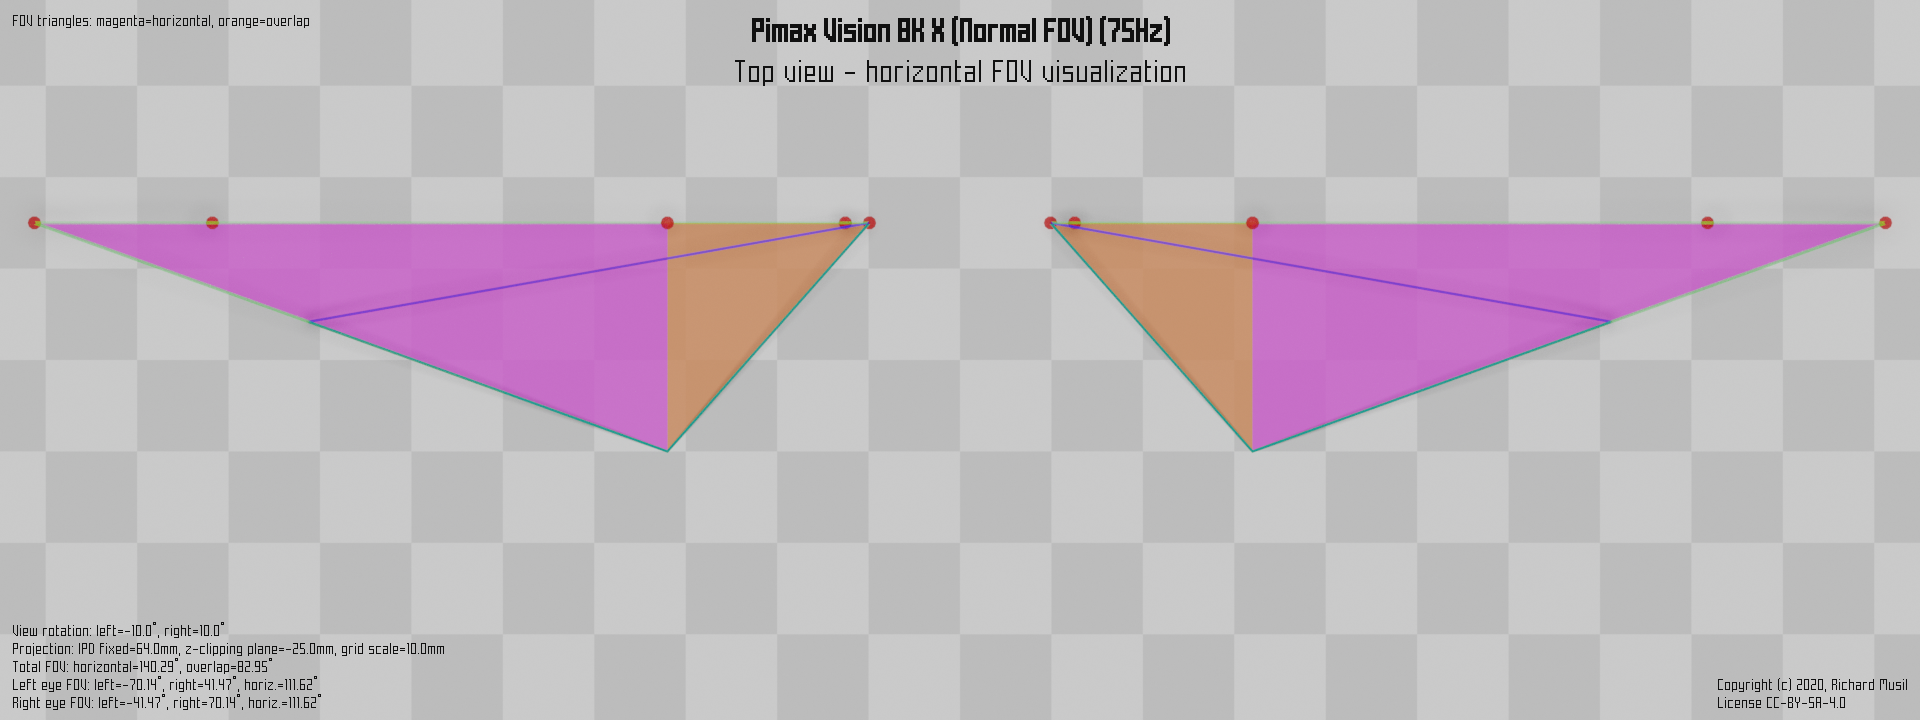 FOV triangles: magenta=horizontal, orange=overlap
Pimax Vision 8K X (Normal FOV) (75Hz)
Top view - horizontal FOV visualization
View rotation: left=-10.0°, right=10.0°
Projection: IPD fixed=64.0mm, z-clipping plane=-25.0mm, grid scale=10.0mm
Total FOV: horizontal=140.29°, overlap=82.95°
Left eye FOV: left=-70.14°, right=41.47°, horiz.=111.62°
Right eye FOV: left=-41.47°, right=70.14°, horiz.=111.62°
Copyright (c) 2020, Richard Musil
License CC-BY-SA-4.0